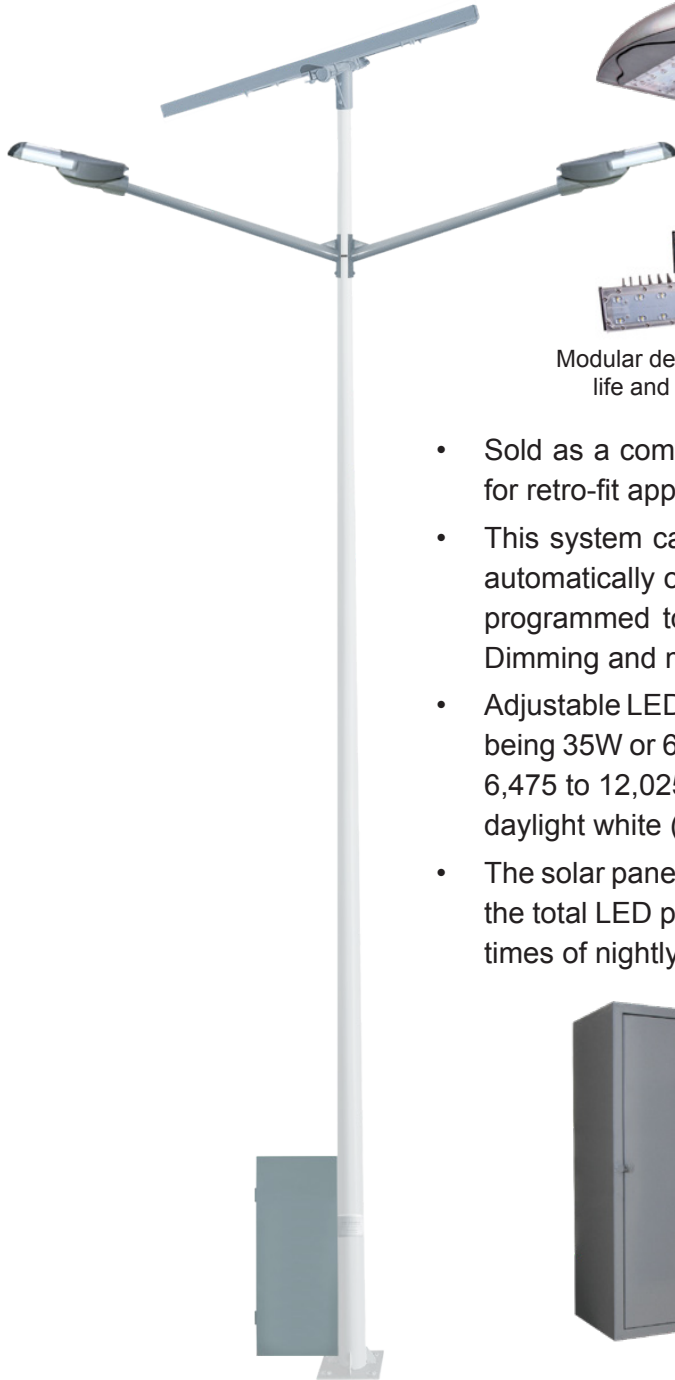 Modular de
life and
• Sold as a com
for retro-fit app
• This system ca
automatically o
programmed to
Dimming and r
• Adjustable LED
being 35W or 6
6,475 to 12,025
daylight white (
• The solar pane
the total LED p
times of nightly